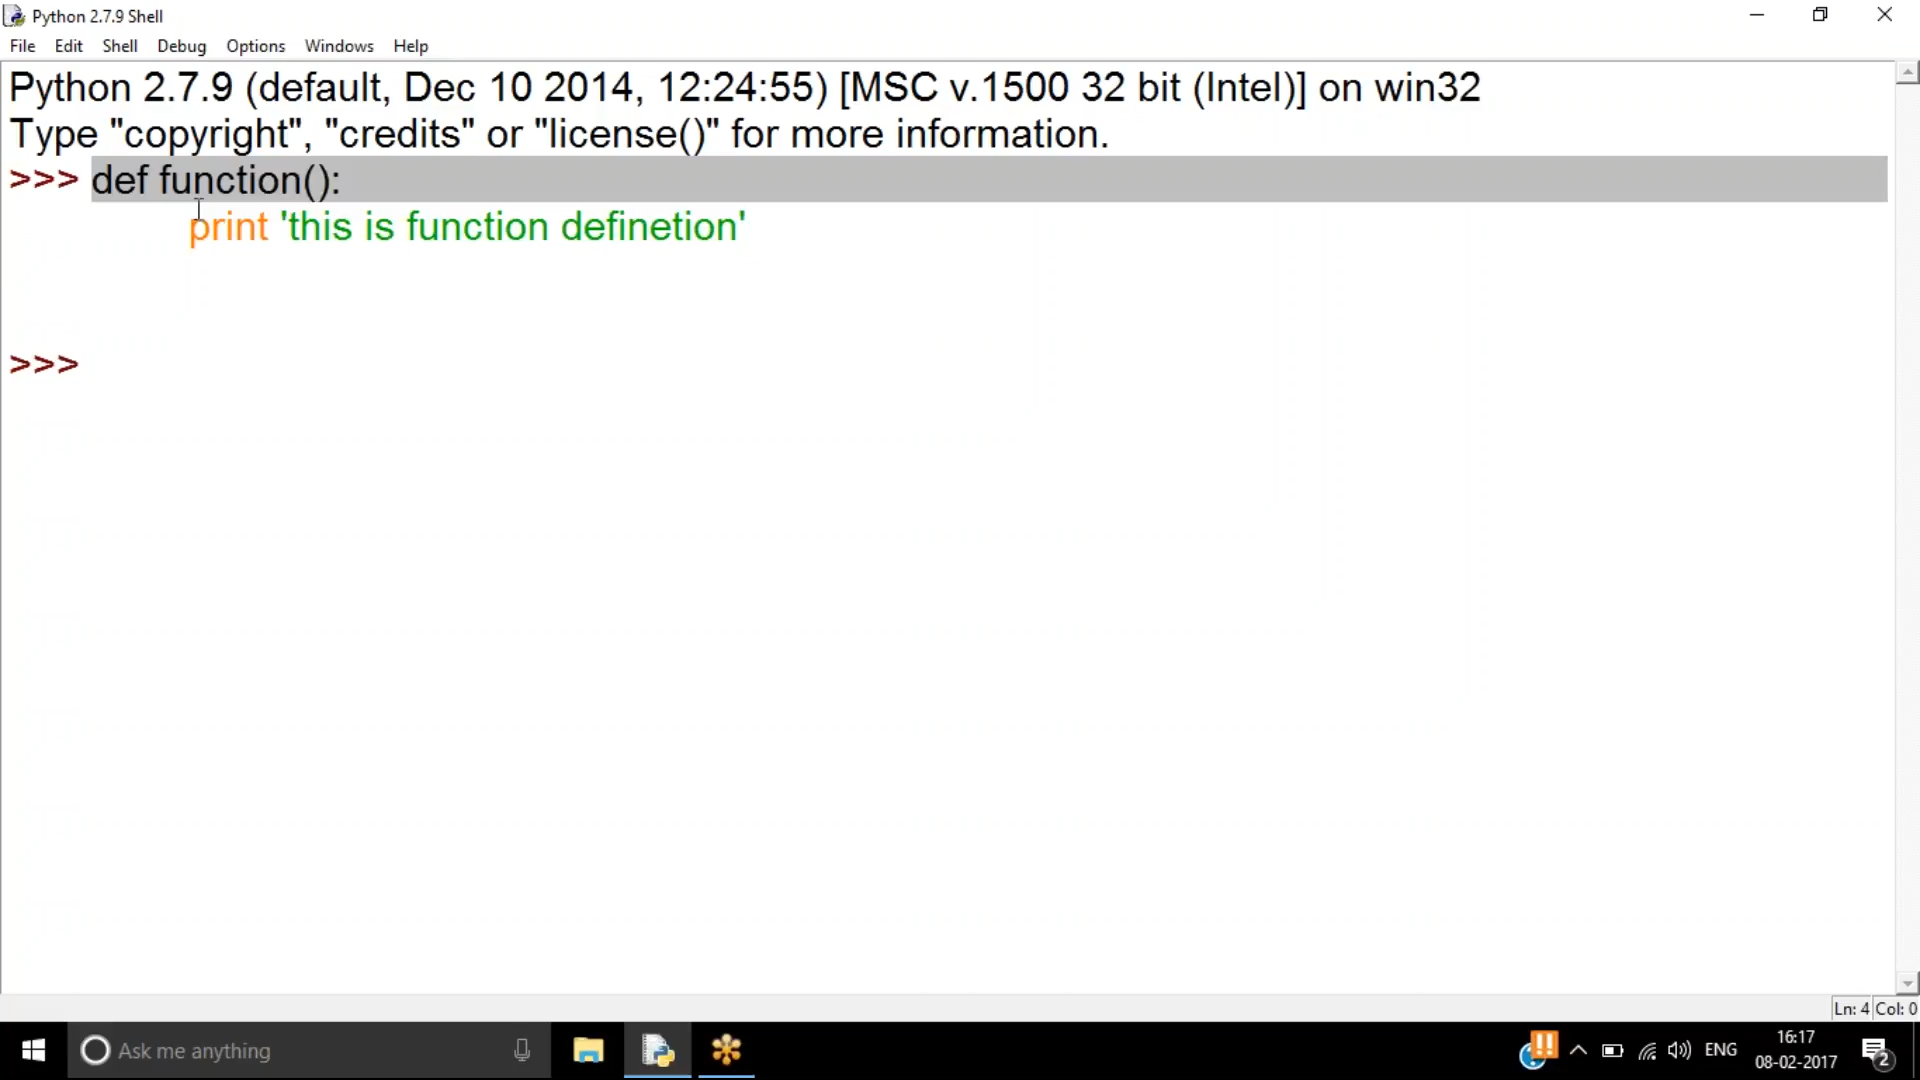 Python 2.7.9 Shell
File Edit Shell Debug Options Windows Help
Python 2.7.9 (default, Dec 10 2014, 12:24:55) [MSC v.1500 32 bit (Intel)] on win32
Type "copyright", "credits" or "license()" for more information.
>>> def function():
print 'this is function definetion'
>>>
Ln: 4 Col: 0
Ask me anything
ENG
16:17
08-02-2017
2